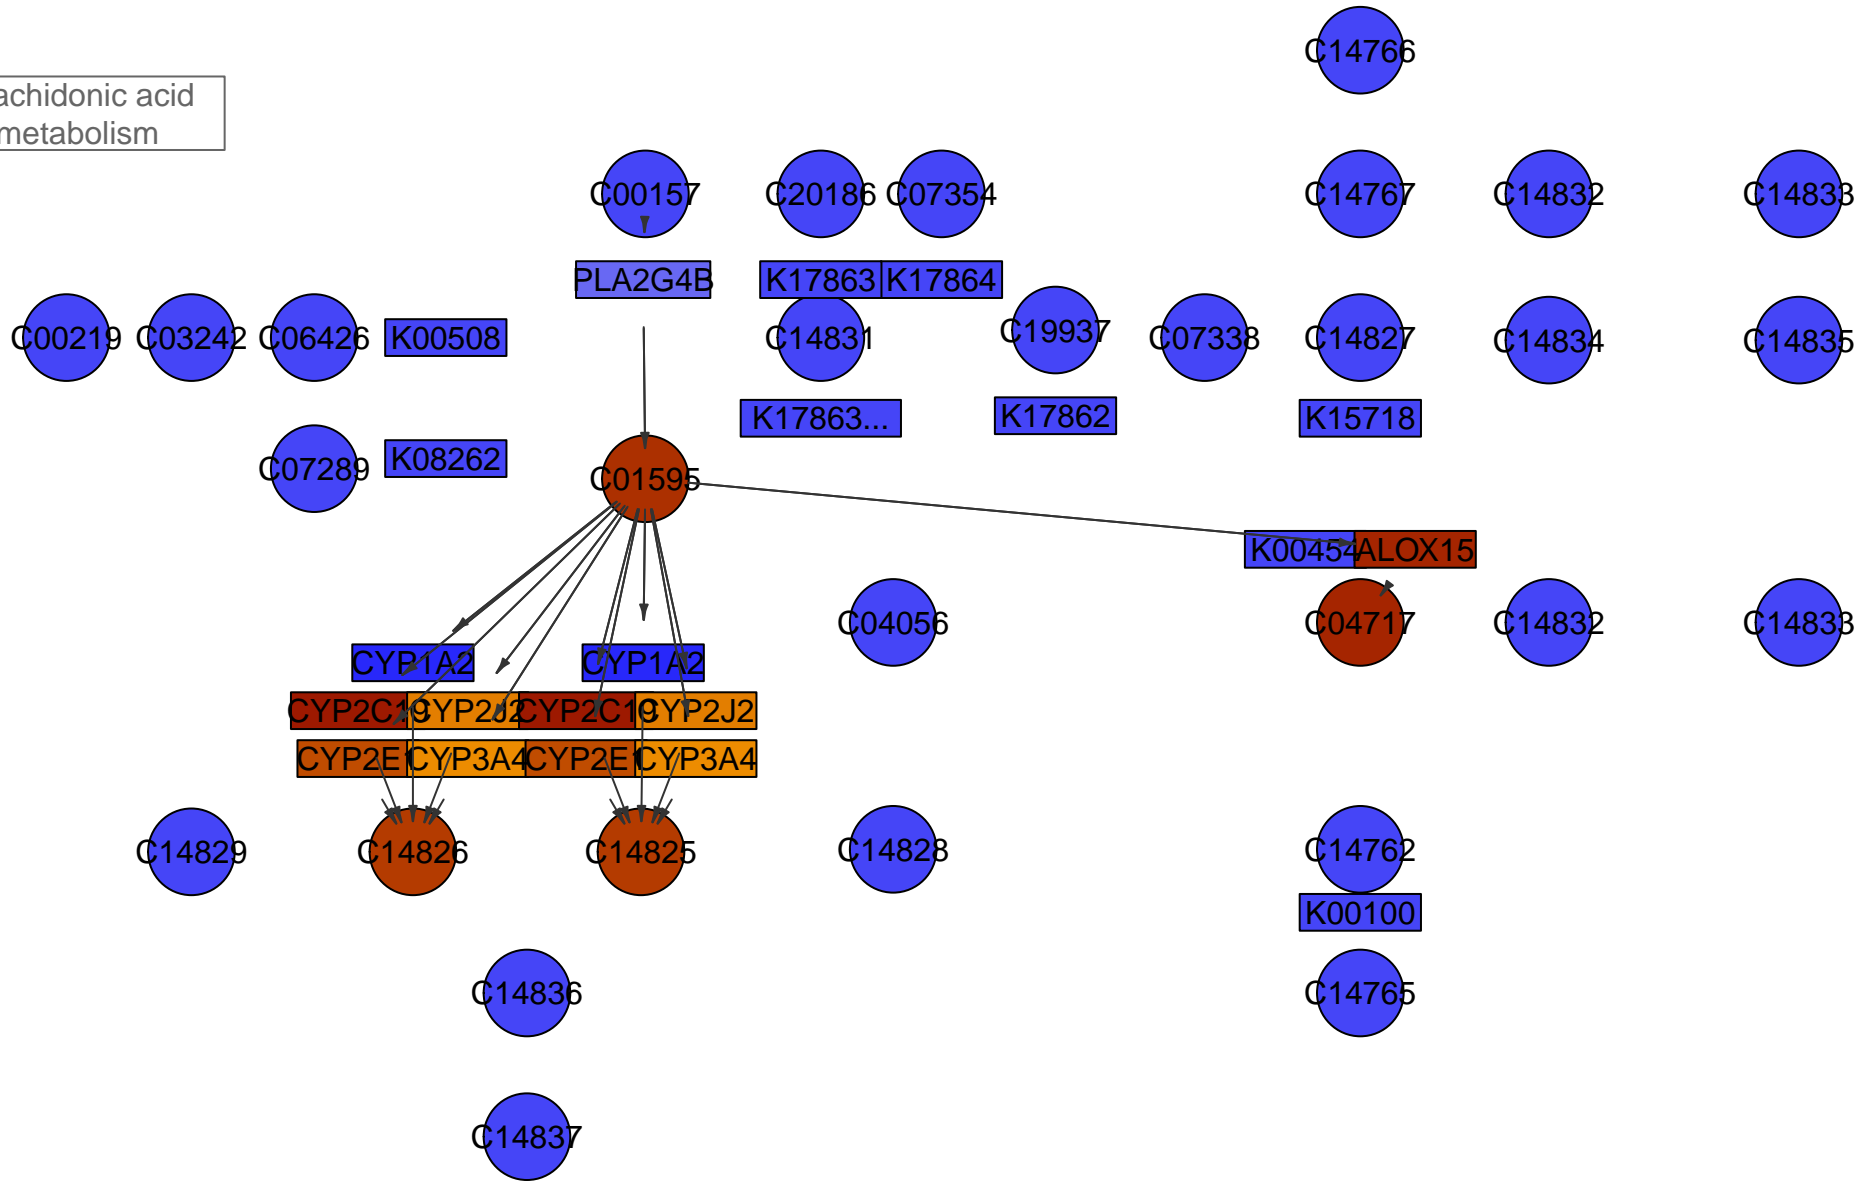 C14766
achidonic acid
metabolism
C00157
C20186
C07354
C14767
C14832
C14833
PLA2G4B
K17863
K17864
C00219
C03242
C06426
K00508
C14831
C19937
C07338
C14827
C14834
C14835
K17863...
K17862
K15718
C07289
K08262
C01595
K00454
ALOX15
C04056
C04717
C14832
C14833
CYP1A2
CYP1A2
CYP2C19
CYP2J2
CYP2C19
CYP2J2
CYP2E1
CYP3A4
CYP2E1
CYP3A4
C14829
C14826
C14825
C14828
C14762
K00100
C14836
C14765
C14837